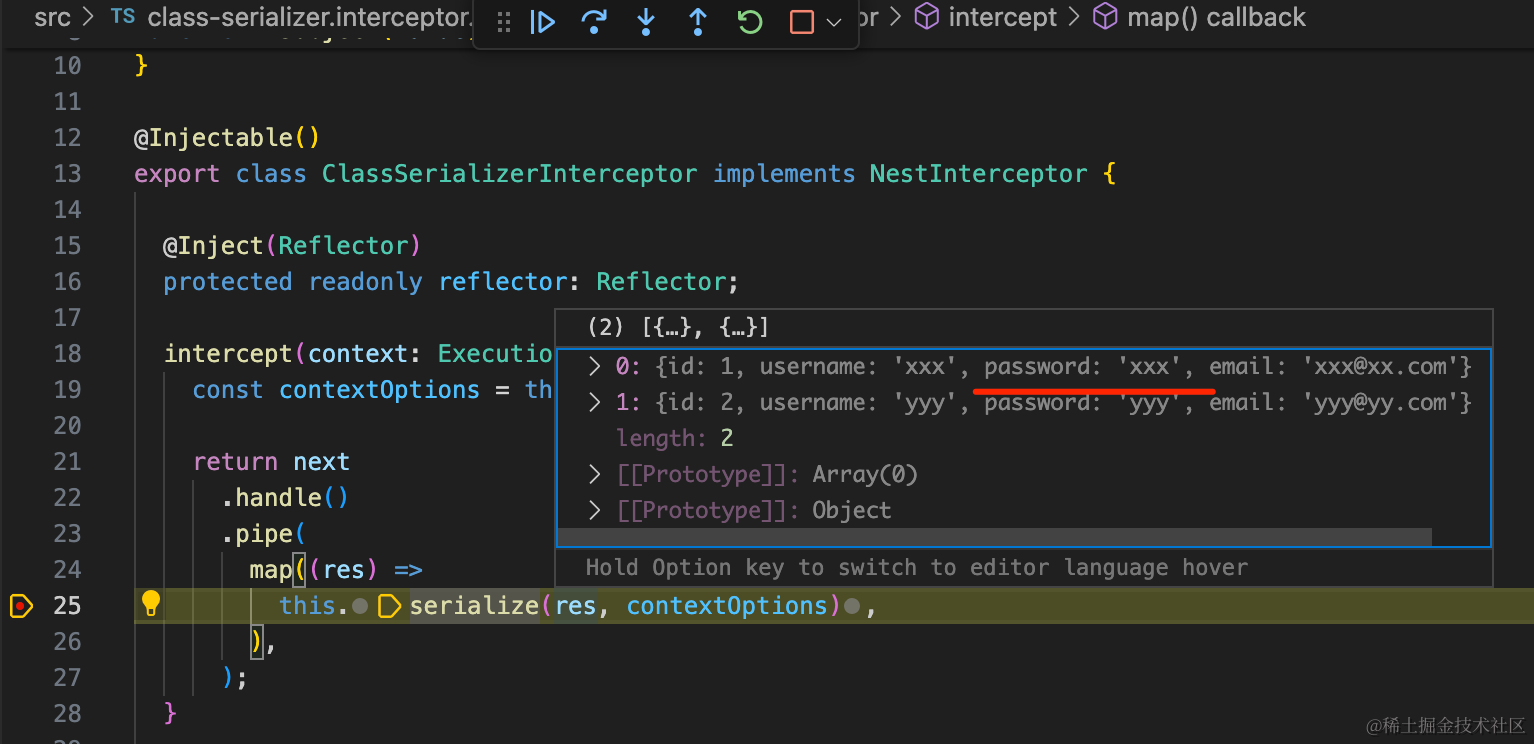 src > TS class-serializer.interceptor. or > intercept > map() callback
10 }
11
12 @Injectable()
13 export class ClassSerializerInterceptor implements NestInterceptor {
14
15 @Inject(Reflector)
16 protected readonly reflector: Reflector;
17
(2) [{…}, {…}]
18 intercept(context: Executio
> 0: {id: 1, username: 'xxx', password: 'xxx', email: 'xxx@xx.com'}
19 const contextOptions = th
> 1: {id: 2, username: 'yyy', password: 'yyy', email: 'yyy@yy.com'}
20
length: 2
21 return next
> [[Prototype]]: Array(0)
22 .handle()
> [[Prototype]]: Object
23 .pipe(
24 map((res) =>
Hold Option key to switch to editor language hover
25 this. serialize(res, contextOptions) ,
26 ),
27 );
28 }
@稀土掘金技术社区